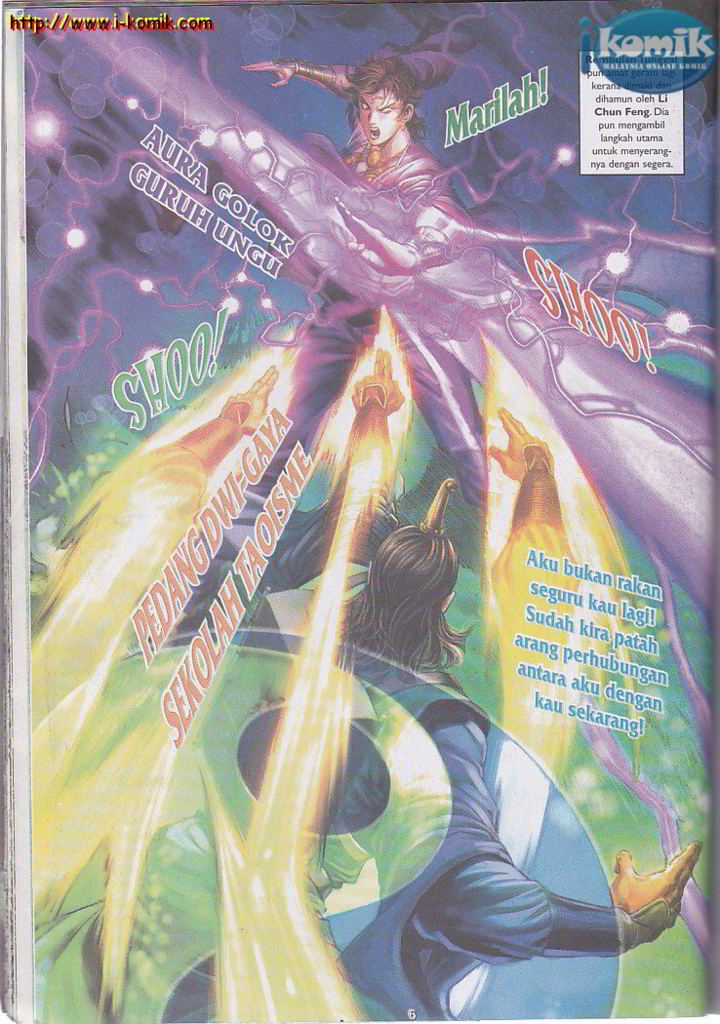 http://www.i-komik.com
ikomik
MALAYSIA ONLINE KOMIK
Rembulan Tunggal
pun amat geram lagi
kerana dimaki dan
dihamun oleh Li
Chun Feng. Dia
pun mengambil
langkah utama
untuk menyerang-
nya dengan segera.
Marilah!
AURA GOLOK
GURUH UNGU
SHOO!
SHOO!
PEDANG DWI-GAYA
SEKOLAH TAOISME
Aku bukan rakan
seguru kau lagi!
Sudah kira patah
arang perhubungan
antara aku dengan
kau sekarang!
6